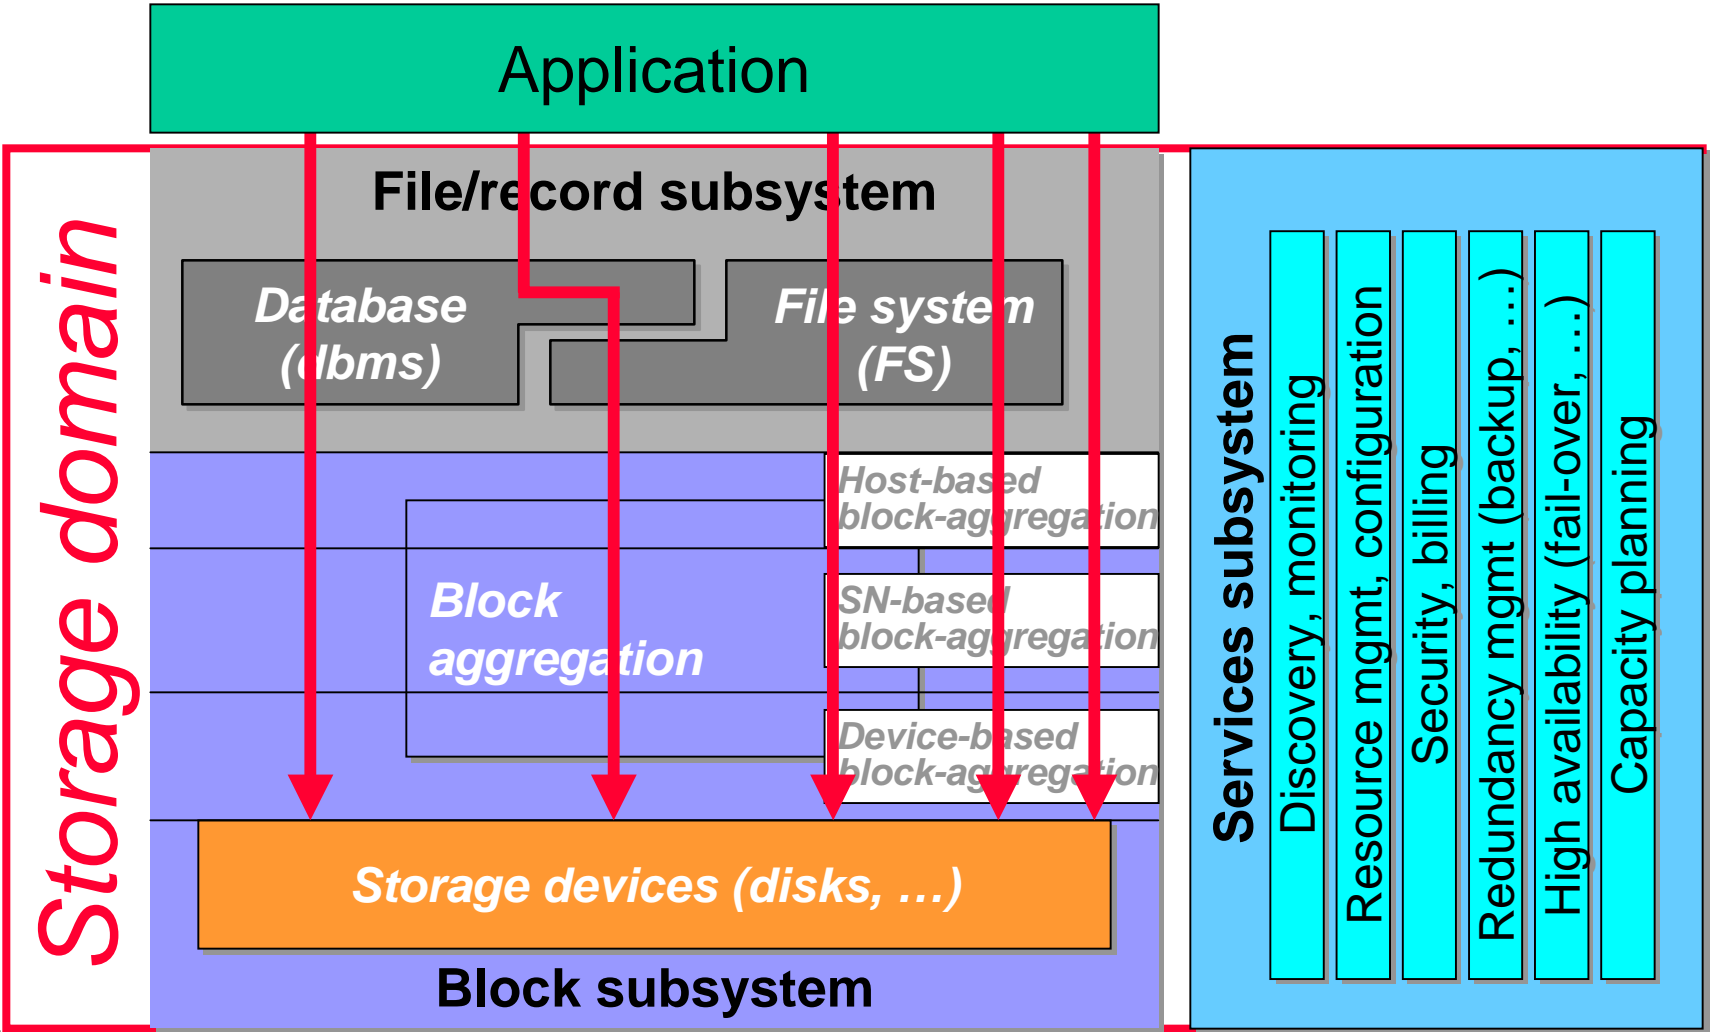 Application
Storage domain
File/record subsystem
Database
(dbms)
File system
(FS)
Host-based
block-aggregation
Block
aggregation
SN-based
block-aggregation
Device-based
block-aggregation
Storage devices (disks, …)
Block subsystem
Services subsystem
Discovery, monitoring
Resource mgmt, configuration
Security, billing
Redundancy mgmt (backup, …)
High availability (fail-over, …)
Capacity planning